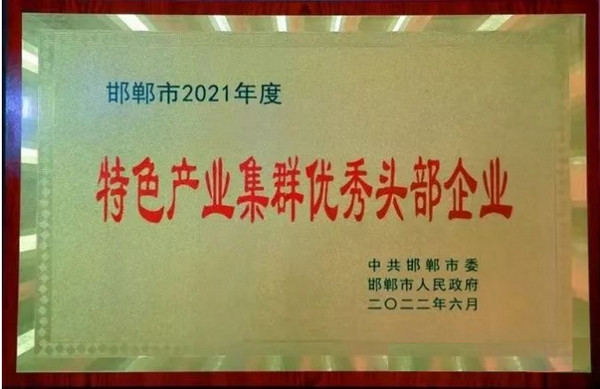 邯郸市2021年度
特色产业集群优秀头部企业
中共邯郸市委
邯郸市人民政府
二〇二二年六月